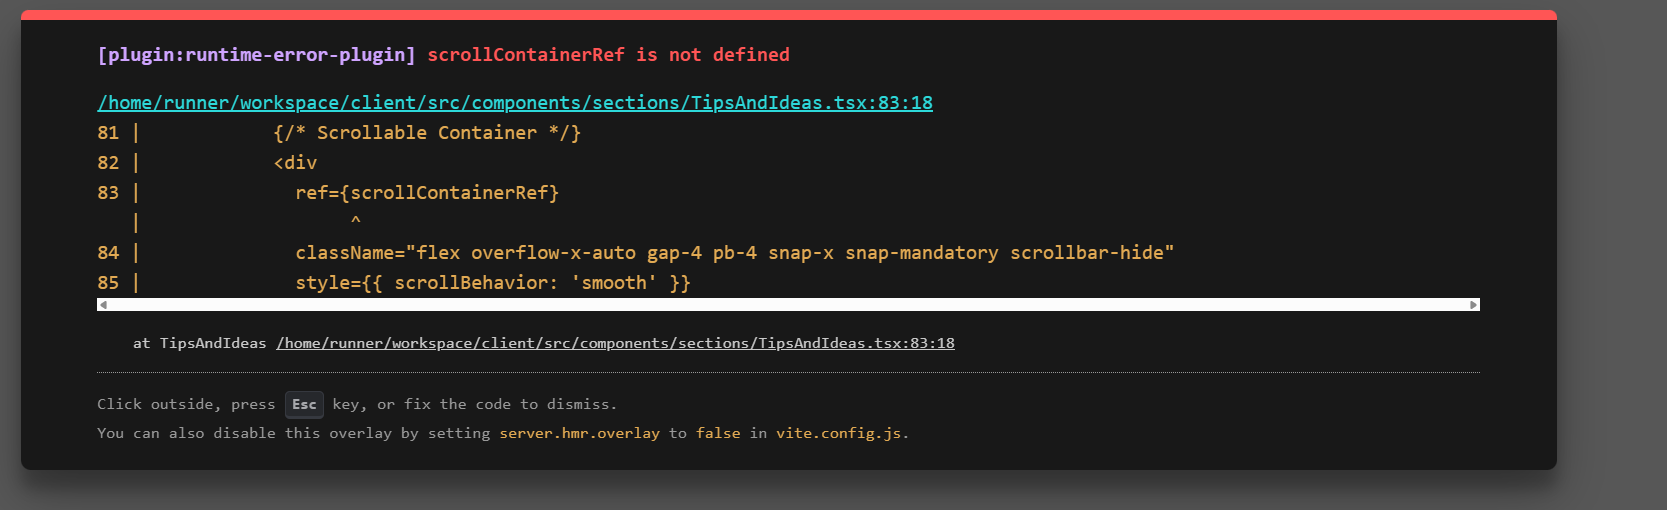 [plugin:runtime-error-plugin] scrollContainerRef is not defined
/home/runner/workspace/client/src/components/sections/TipsAndIdeas.tsx:83:18
81 |            {/* Scrollable Container */}
82 |            <div
83 |              ref={scrollContainerRef}
   |                   ^
84 |              className="flex overflow-x-auto gap-4 pb-4 snap-x snap-mandatory scrollbar-hide"
85 |              style={{ scrollBehavior: 'smooth' }}
at TipsAndIdeas /home/runner/workspace/client/src/components/sections/TipsAndIdeas.tsx:83:18
Click outside, press Esc key, or fix the code to dismiss.
You can also disable this overlay by setting server.hmr.overlay to false in vite.config.js.